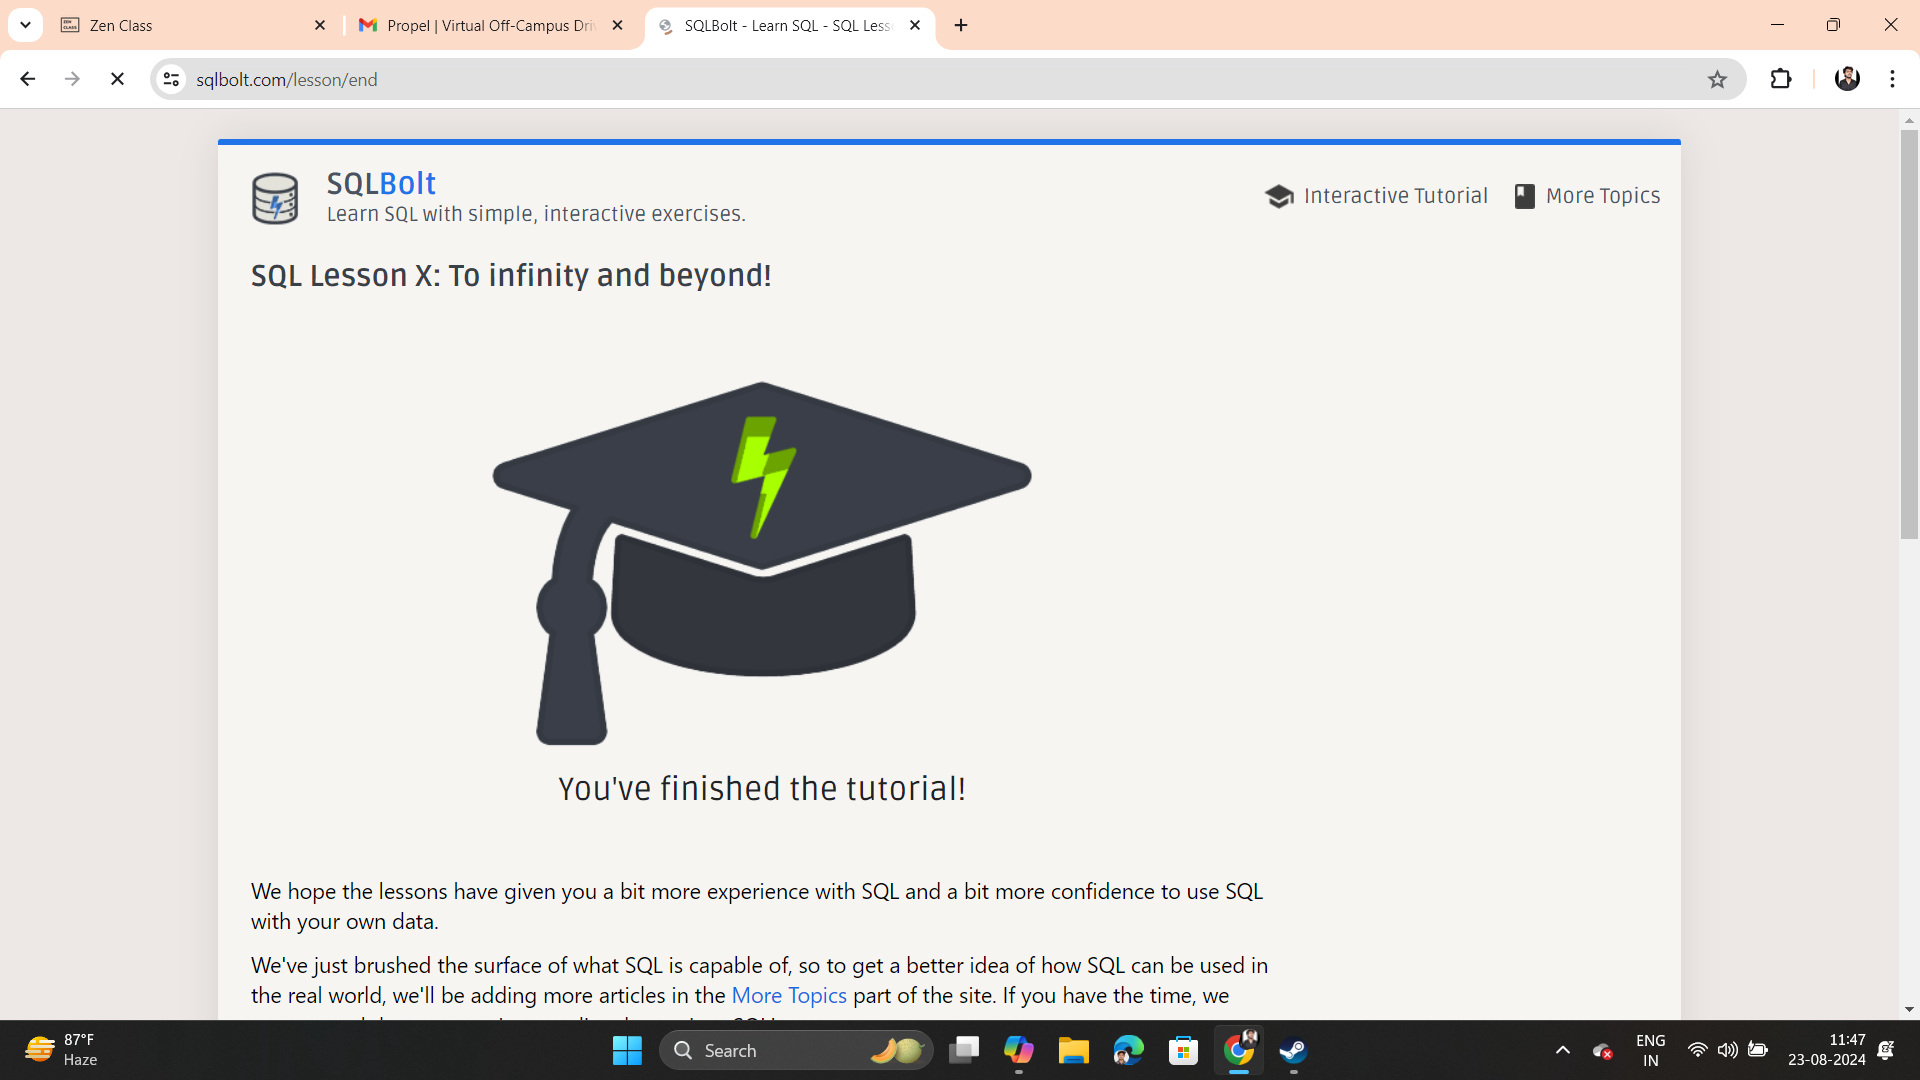 Zen Class
Propel | Virtual Off-Campus Dri
SQLBolt - Learn SQL - SQL Less
sqlbolt.com/lesson/end
SQLBolt
Learn SQL with simple, interactive exercises.
Interactive Tutorial
More Topics
SQL Lesson X: To infinity and beyond!
You've finished the tutorial!
We hope the lessons have given you a bit more experience with SQL and a bit more confidence to use SQL
with your own data.
We've just brushed the surface of what SQL is capable of, so to get a better idea of how SQL can be used in
the real world, we'll be adding more articles in the More Topics part of the site. If you have the time, we
87°F
Haze
Search
ENG
IN
11:47
23-08-2024